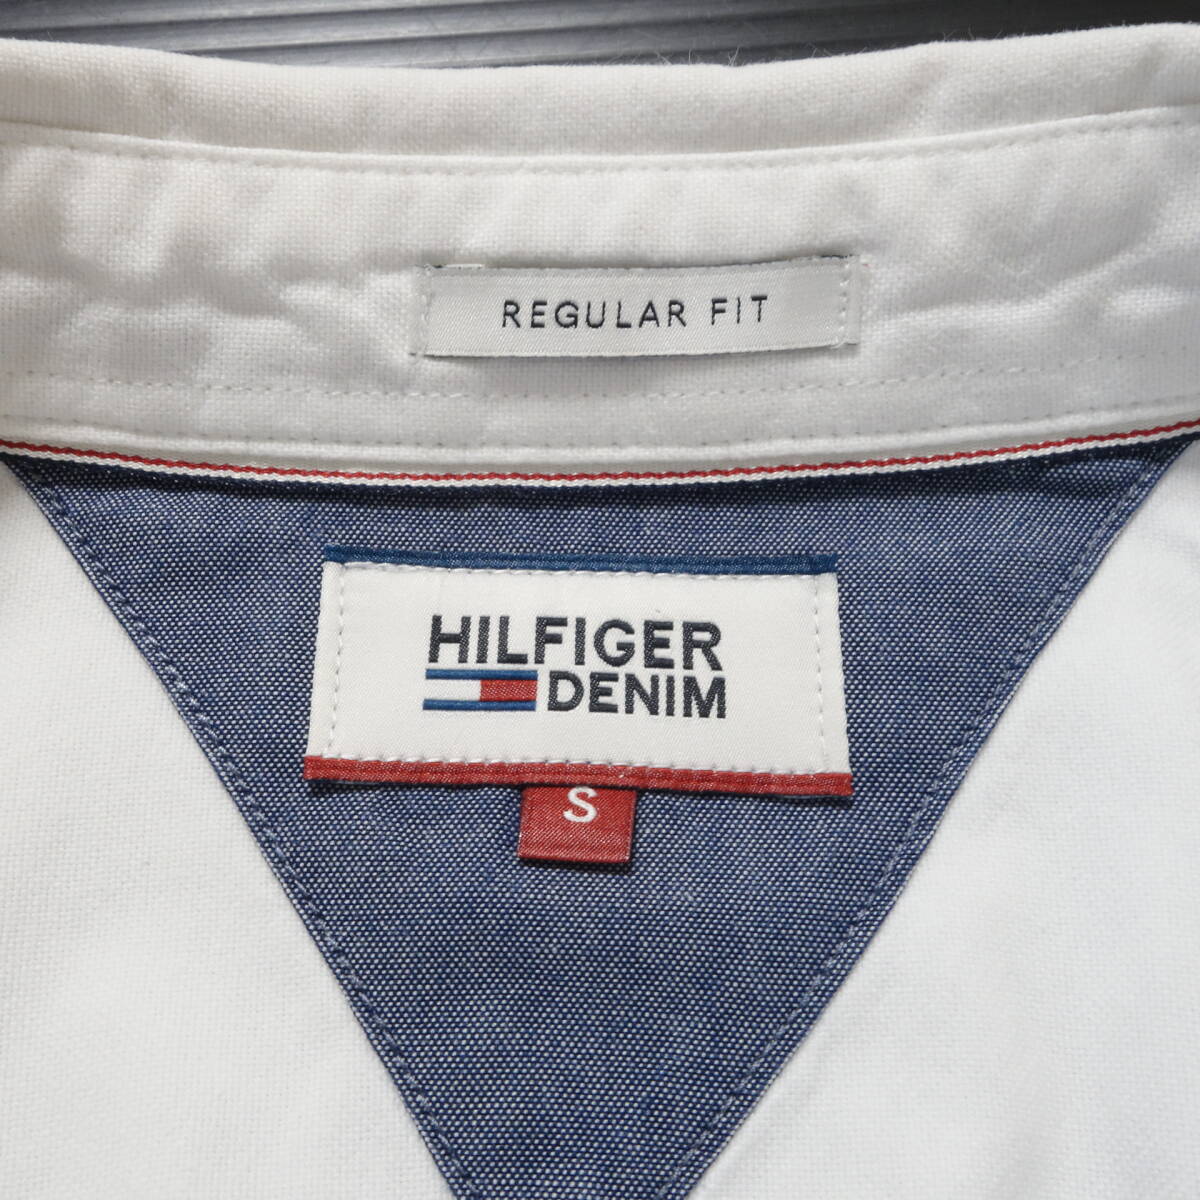 REGULAR FIT
HILFIGER
DENIM
S